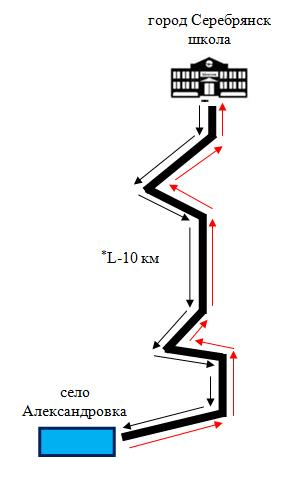 город Серебрянск
школа
*L-10 км
село
Александровка